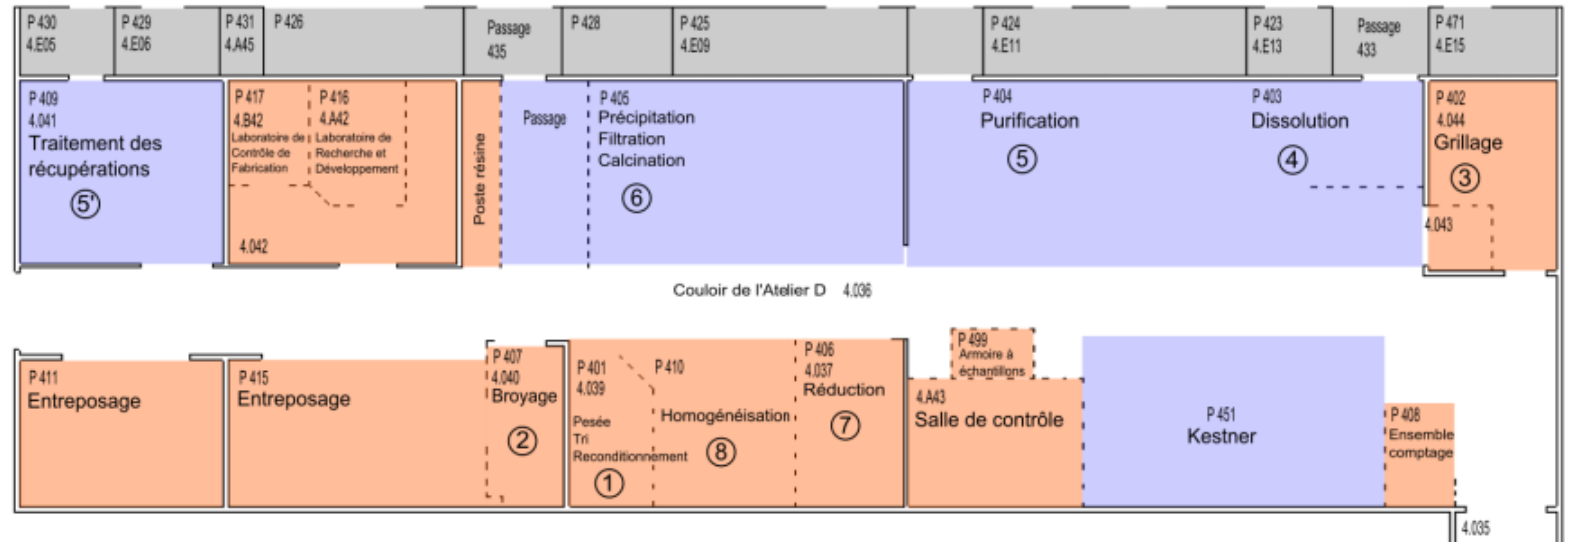 P 430
4.E05
P 429
4.E06
P 431
4.A45
P 426
Passage
435
P 428
P 425
4.E09
P 424
4.E11
P 423
4.E13
Passage
433
P 471
4.E15
P 409
4.041
Traitement des
récupérations
5'
P 417
4.B42
Laboratoire de
Contrôle de
Fabrication
P 416
4.A42
Laboratoire de
Recherche et
Développement
4.042
Poste résine
Passage
P 405
Précipitation
Filtration
Calcination
6
P 404
Purification
5
P 403
Dissolution
4
P 402
4.044
Grillage
3
4.043
Couloir de l'Atelier D 4.036
P 411
Entreposage
P 415
Entreposage
P 407
4.040
Broyage
2
P 401
4.039
Pesée
Tri
Reconditionnement
1
P 410
Homogénéisation
8
P 406
4.037
Réduction
7
P 499
Armoire à
échantillons
4.A43
Salle de contrôle
P 451
Kestner
P 408
Ensemble
comptage
4.035